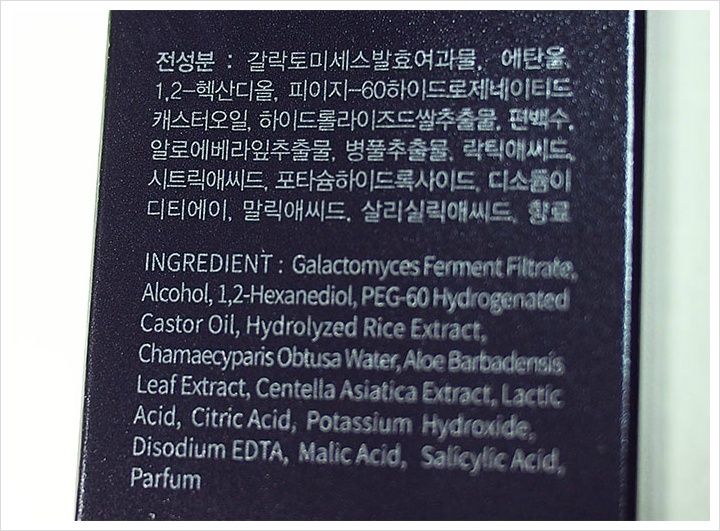 전성분 : 갈락토미세스발효여과물, 에탄올,
1,2-헥산디올, 피이지-60하이드로제네이티드
캐스터오일, 하이드롤라이즈드쌀추출물, 편백수,
알로에베라잎추출물, 병풀추출물, 락틱애씨드,
시트릭애씨드, 포타슘하이드록사이드, 디소듐이
디티에이, 말릭애씨드, 살리실릭애씨드, 향료
INGREDIENT : Galactomyces Ferment Filtrate,
Alcohol, 1,2-Hexanediol, PEG-60 Hydrogenated
Castor Oil, Hydrolyzed Rice Extract,
Chamaecyparis Obtusa Water, Aloe Barbadensis
Leaf Extract, Centella Asiatica Extract, Lactic
Acid, Citric Acid, Potassium Hydroxide,
Disodium EDTA, Malic Acid, Salicylic Acid,
Parfum